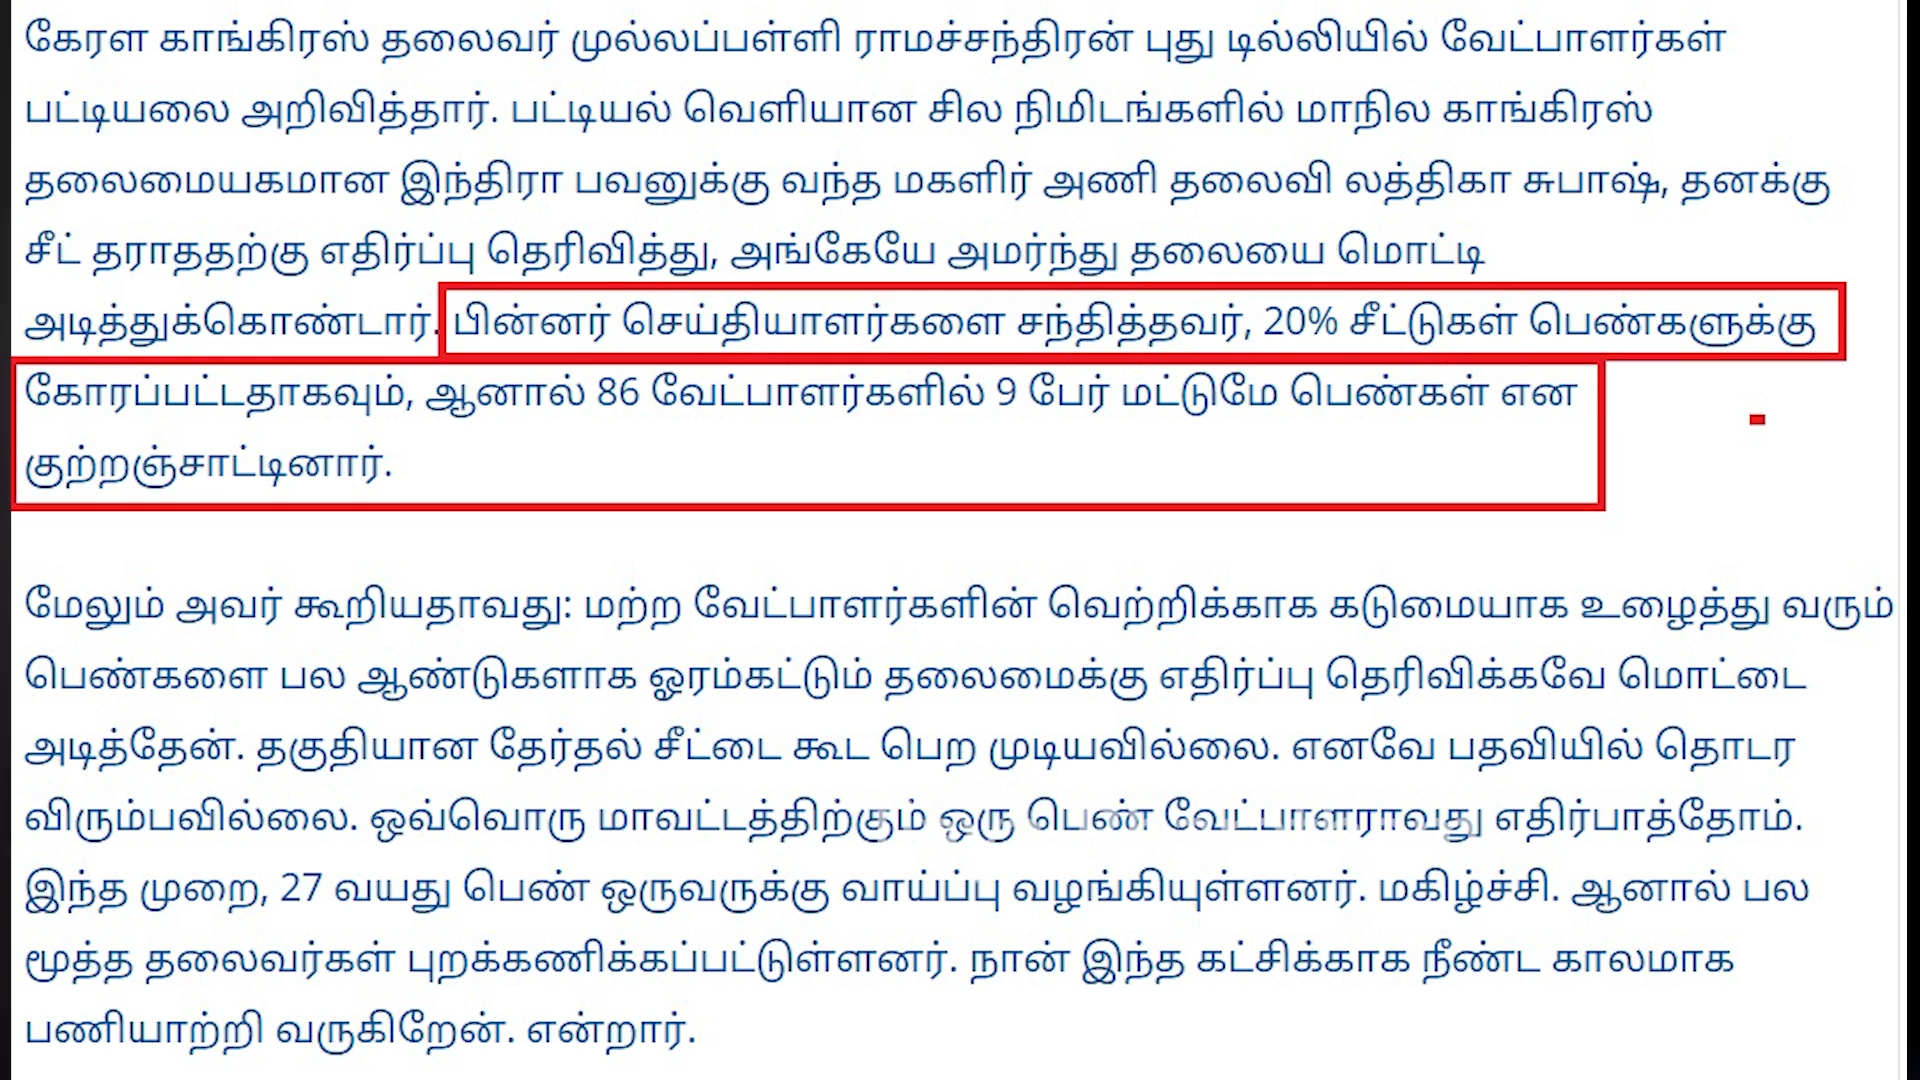 கேரள காங்கிரஸ் தலைவர் முல்லப்பள்ளி ராமச்சந்திரன் புது டில்லியில் வேட்பாளர்கள்
பட்டியலை அறிவித்தார். பட்டியல் வெளியான சில நிமிடங்களில் மாநில காங்கிரஸ்
தலைமையகமான இந்திரா பவனுக்கு வந்த மகளிர் அணி தலைவி லத்திகா சுபாஷ், தனக்கு
சீட் தராததற்கு எதிர்ப்பு தெரிவித்து, அங்கேயே அமர்ந்து தலையை மொட்டி
அடித்துக்கொண்டார். பின்னர் செய்தியாளர்களை சந்தித்தவர், 20% சீட்டுகள் பெண்களுக்கு
கோரப்பட்டதாகவும், ஆனால் 86 வேட்பாளர்களில் 9 பேர் மட்டுமே பெண்கள் என
குற்றஞ்சாட்டினார்.
மேலும் அவர் கூறியதாவது: மற்ற வேட்பாளர்களின் வெற்றிக்காக கடுமையாக உழைத்து வரும்
பெண்களை பல ஆண்டுகளாக ஓரம்கட்டும் தலைமைக்கு எதிர்ப்பு தெரிவிக்கவே மொட்டை
அடித்தேன். தகுதியான தேர்தல் சீட்டை கூட பெற முடியவில்லை. எனவே பதவியில் தொடர
விரும்பவில்லை. ஒவ்வொரு மாவட்டத்திற்கும் ஒரு பெண் வேட்பாளராவது எதிர்பாத்தோம்.
இந்த முறை, 27 வயது பெண் ஒருவருக்கு வாய்ப்பு வழங்கியுள்ளனர். மகிழ்ச்சி. ஆனால் பல
மூத்த தலைவர்கள் புறக்கணிக்கப்பட்டுள்ளனர். நான் இந்த கட்சிக்காக நீண்ட காலமாக
பணியாற்றி வருகிறேன். என்றார்.